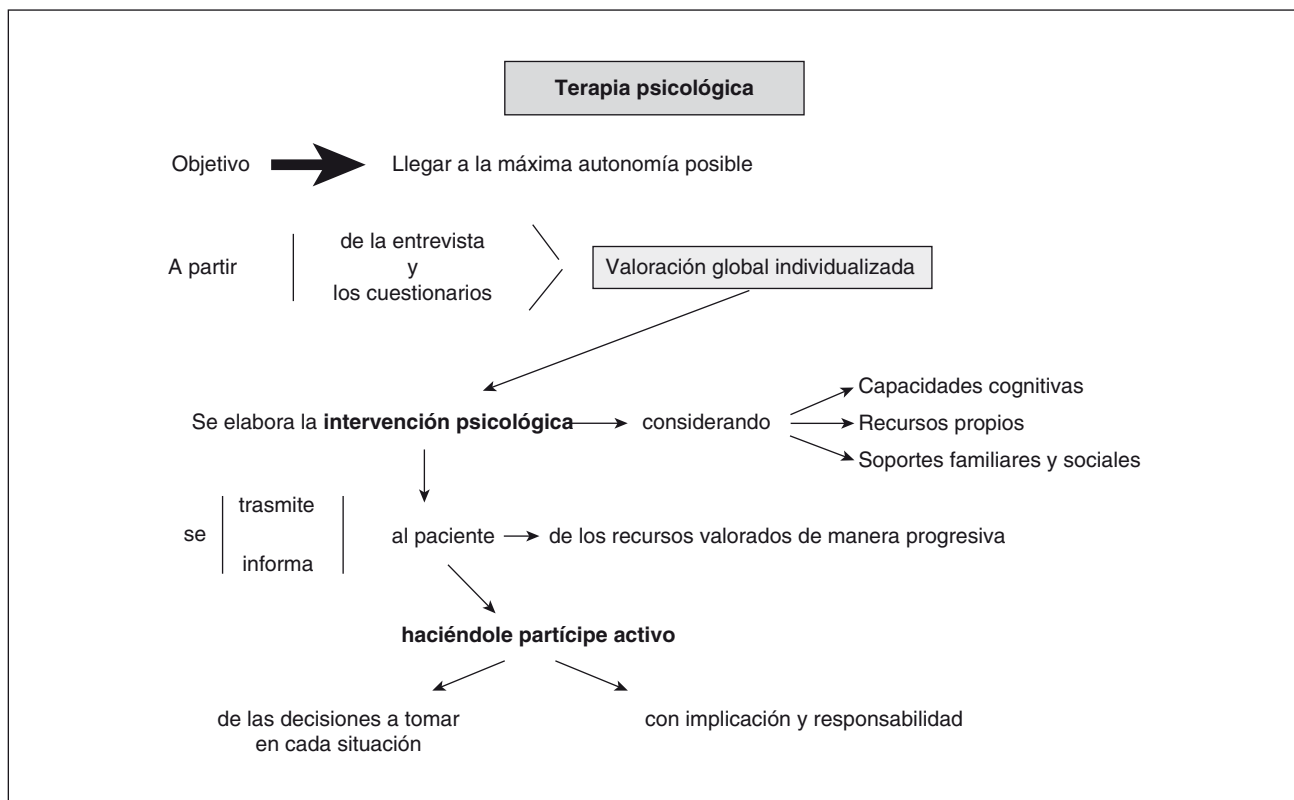 Terapia psicológica
Objetivo Llegar a la máxima autonomía posible
A partir
de la entrevista
y
los cuestionarios
Valoración global individualizada
Se elabora la intervención psicológica considerando
Capacidades cognitivas
Recursos propios
Soportes familiares y sociales
se
trasmite
informa
al paciente de los recursos valorados de manera progresiva
haciéndole partícipe activo
de las decisiones a tomar
en cada situación
con implicación y responsabilidad